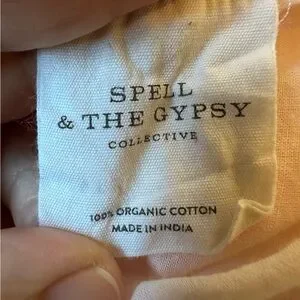 SPELL
& THE GYPSY
COLLECTIVE
100% ORGANIC COTTON
MADE IN INDIA